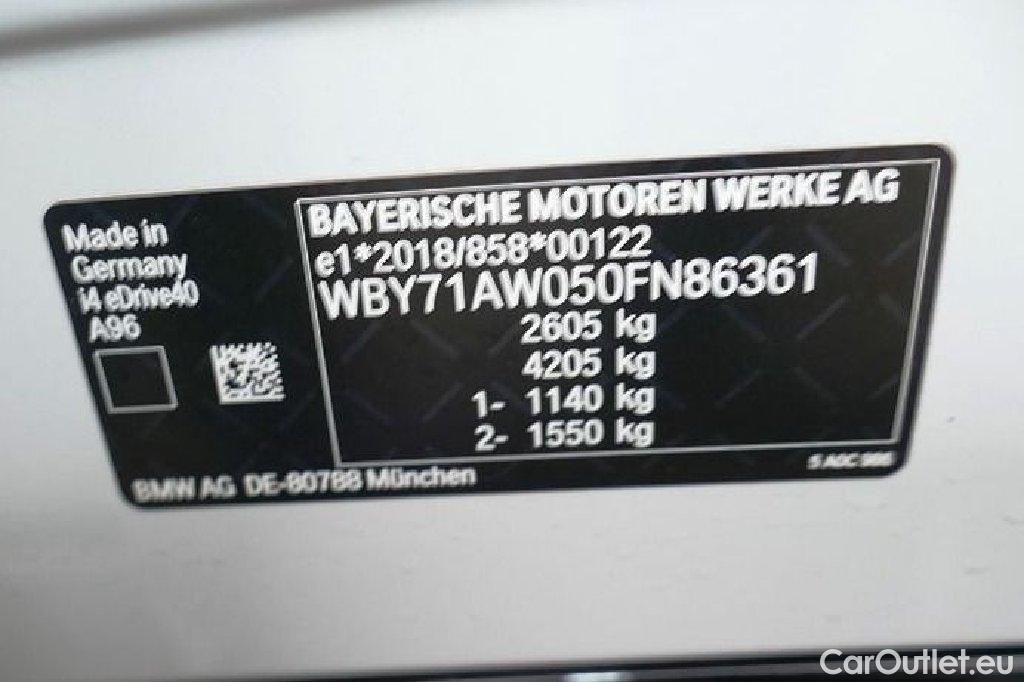 Made in
Germany
i4 eDrive40
A96
BAYERISCHE MOTOREN WERKE AG
e1*2018/858*00122
WBY71AW050FN86361
2605 kg
4205 kg
1- 1140 kg
2- 1550 kg
BMW AG DE-80788 München
CarOutlet.eu